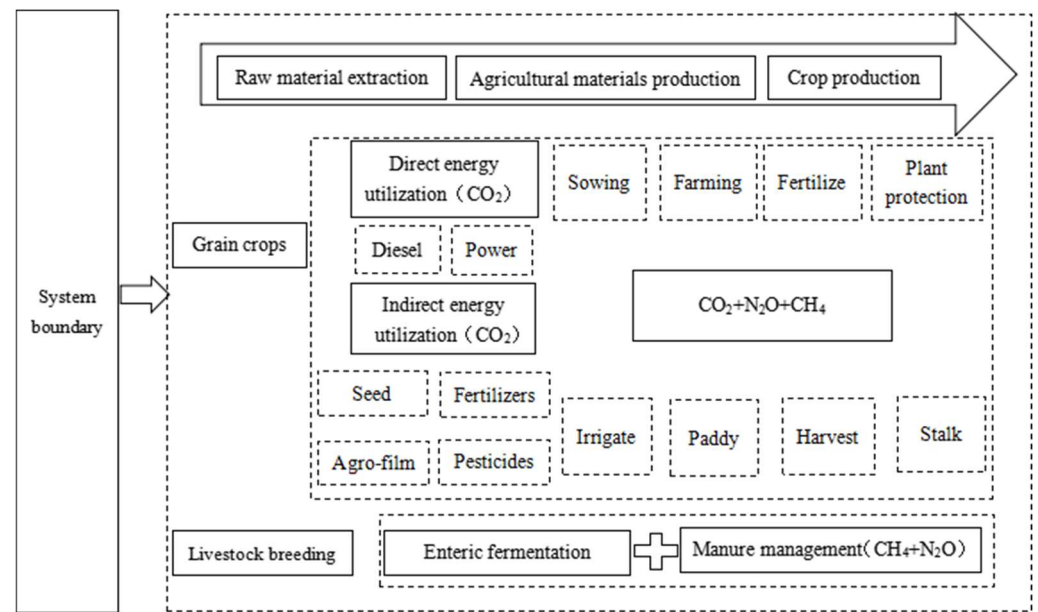 Raw material extraction
Agricultural materials production
Crop production
System
boundary
Grain crops
Direct energy
utilization（CO₂）
Diesel
Power
Indirect energy
utilization（CO₂）
Seed
Fertilizers
Agro-film
Pesticides
Sowing
Farming
Fertilize
Plant
protection
CO₂+N₂O+CH₄
Irrigate
Paddy
Harvest
Stalk
Livestock breeding
Enteric fermentation
Manure management（CH₄+N₂O）